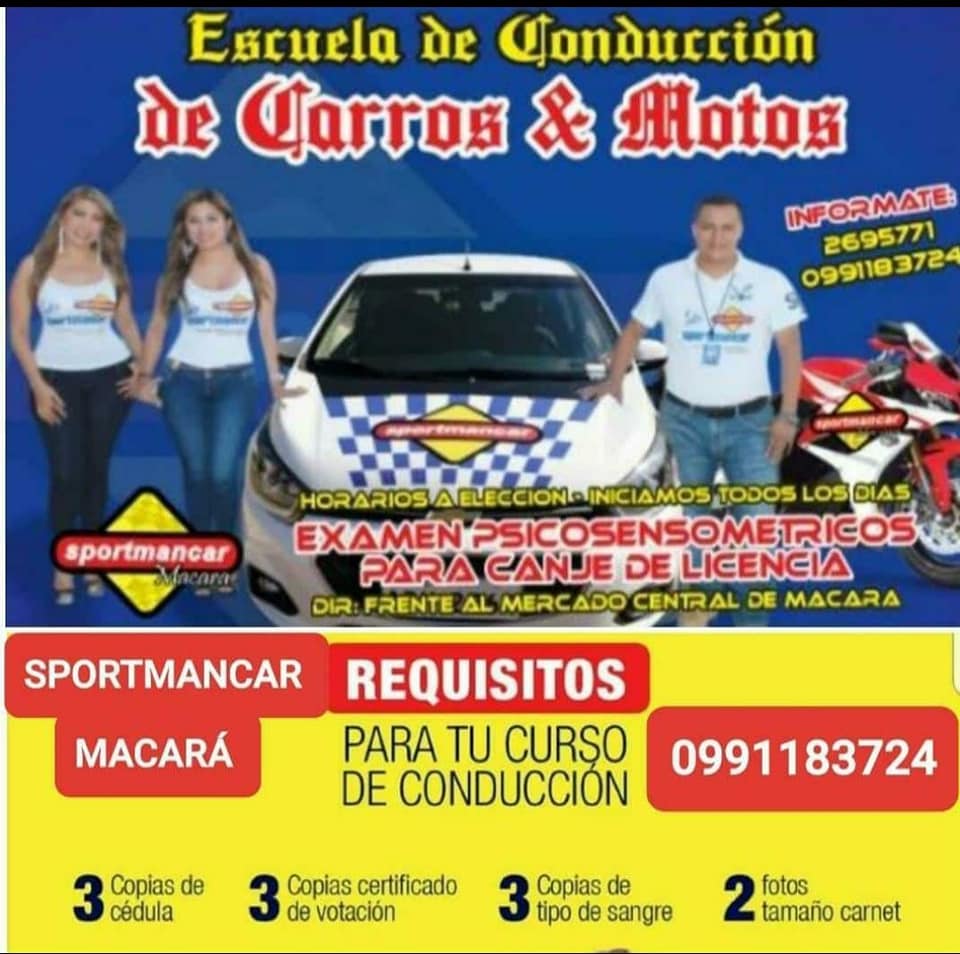 Escuela de Conducción
de Carros & Motos
INFORMATE:
2695771
0991183724
sportmancar
sportmancar
sportmancar
sportmancar
HORARIOS A ELECCION - INICIAMOS TODOS LOS DIAS
EXAMEN PSICOSENSOMETRICOS
PARA CANJE DE LICENCIA
DIR: FRENTE AL MERCADO CENTRAL DE MACARA
sportmancar
Macará
SPORTMANCAR
MACARÁ
REQUISITOS
PARA TU CURSO
DE CONDUCCIÓN
0991183724
3 Copias de
cédula
3 Copias certificado
de votación
3 Copias de
tipo de sangre
2 fotos
tamaño carnet